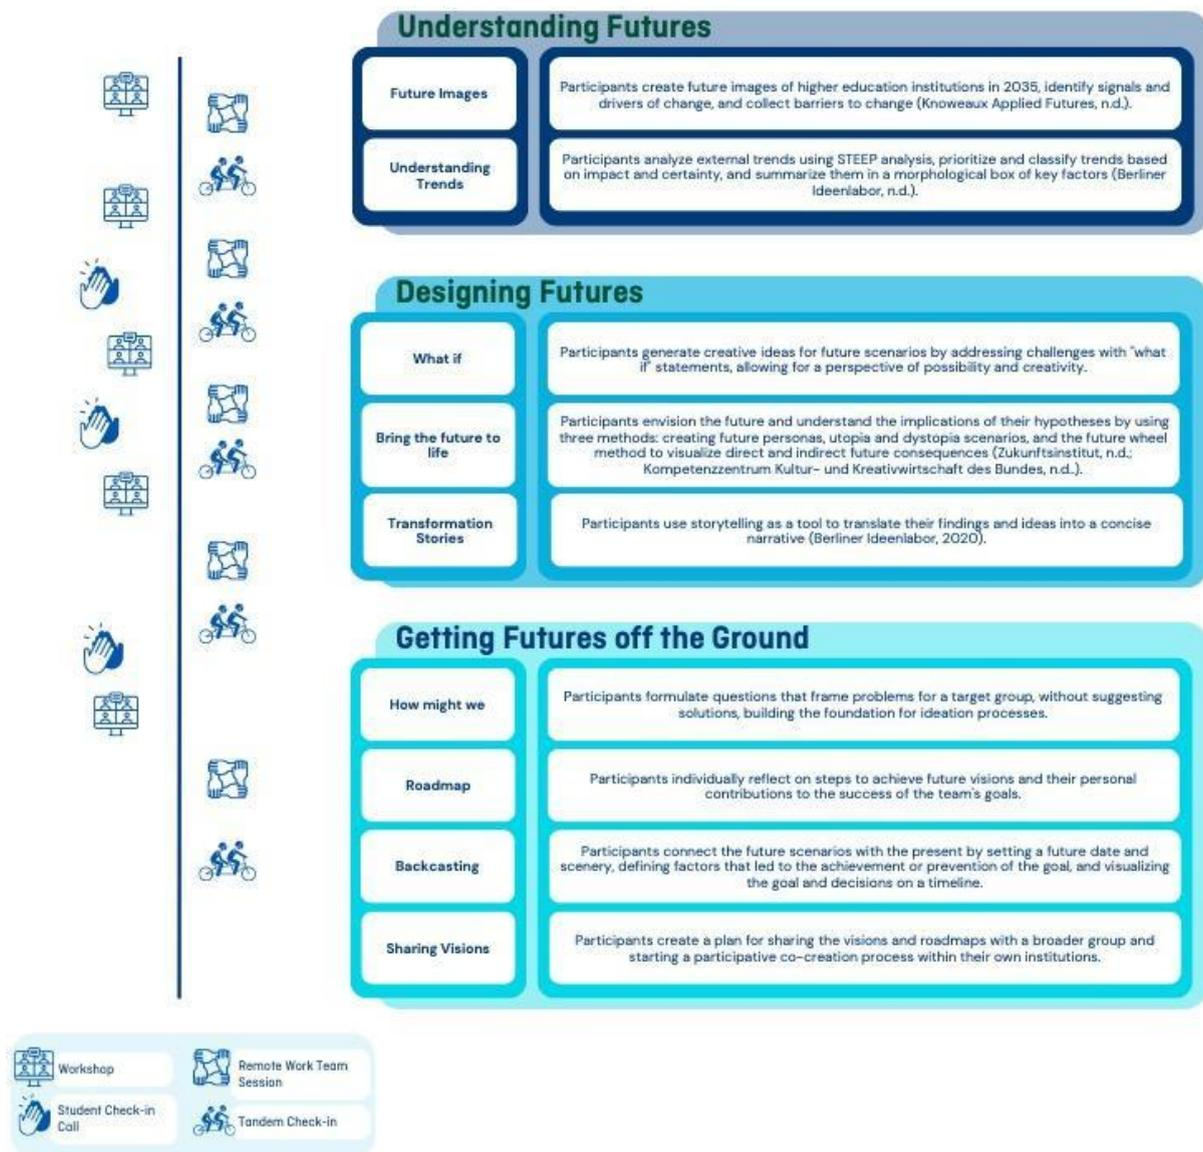 Understanding Futures
Future Images
Participants create future images of higher education institutions in 2035, identify signals and
drivers of change, and collect barriers to change (Knoweaux Applied Futures, n.d.).
Understanding
Trends
Participants analyze external trends using STEEP analysis, prioritize and classify trends based
on impact and certainty, and summarize them in a morphological box of key factors (Berliner
Ideenlabor, n.d.).
Designing Futures
What if
Participants generate creative ideas for future scenarios by addressing challenges with "what
if" statements, allowing for a perspective of possibility and creativity.
Bring the future to
life
Participants envision the future and understand the implications of their hypotheses by using
three methods: creating future personas, utopia and dystopia scenarios, and the future wheel
method to visualize direct and indirect future consequences (Zukunftsinstitut, n.d.;
Kompetenzzentrum Kultur- und Kreativwirtschaft des Bundes, n.d..).
Transformation
Stories
Participants use storytelling as a tool to translate their findings and ideas into a concise
narrative (Berliner Ideenlabor, 2020).
Getting Futures off the Ground
How might we
Participants formulate questions that frame problems for a target group, without suggesting
solutions, building the foundation for ideation processes.
Roadmap
Participants individually reflect on steps to achieve future visions and their personal
contributions to the success of the team's goals.
Backcasting
Participants connect the future scenarios with the present by setting a future date and
scenery, defining factors that led to the achievement or prevention of the goal, and visualizing
the goal and decisions on a timeline.
Sharing Visions
Participants create a plan for sharing the visions and roadmaps with a broader group and
starting a participative co-creation process within their own institutions.
Workshop
Remote Work Team
Session
Student Check-in
Call
Tandem Check-in